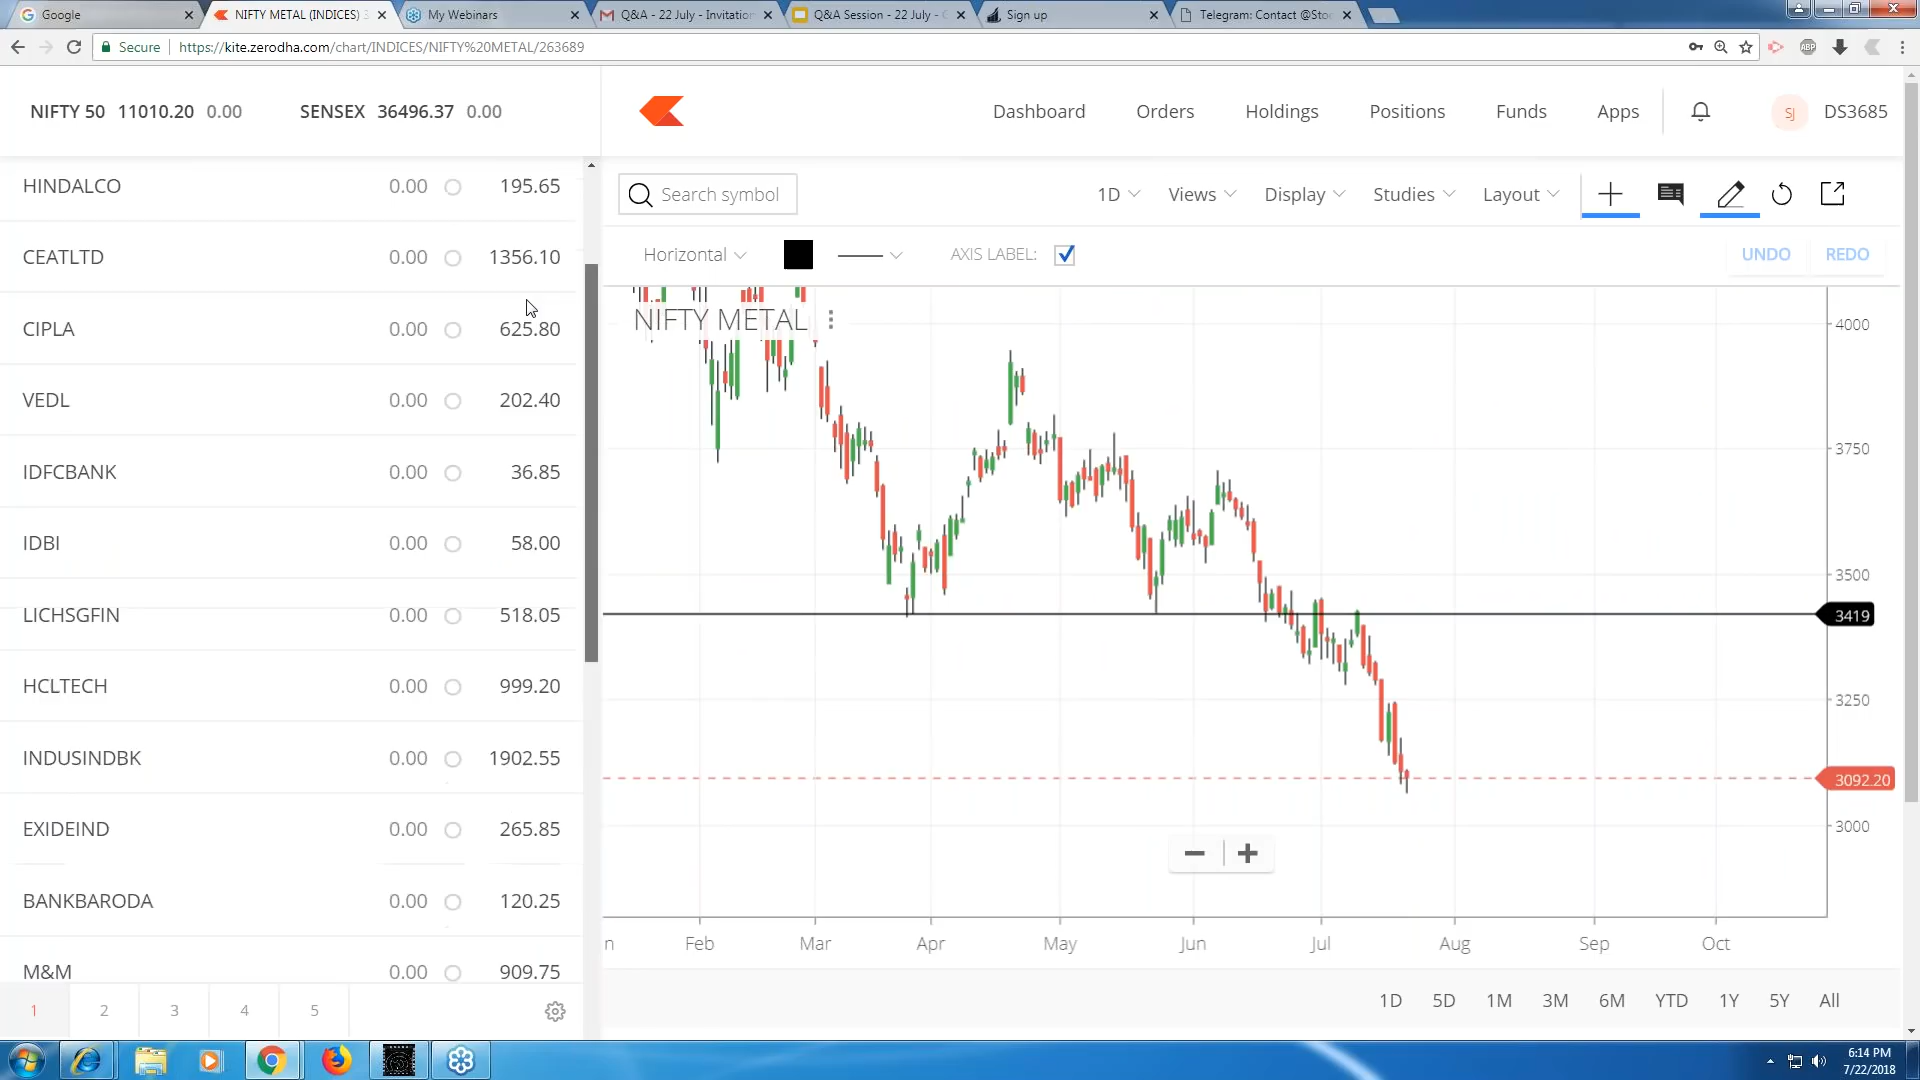 Google
NIFTY METAL (INDICES) 3
My Webinars
Q&A - 22 July - Invitation
Q&A Session - 22 July -
Sign up
Telegram: Contact @Sto
Secure
https://kite.zerodha.com/chart/INDICES/NIFTY%20METAL/263689
ABP
NIFTY 50 11010.20 0.00
SENSEX 36496.37 0.00
Dashboard
Orders
Holdings
Positions
Funds
Apps
SJ
DS3685
HINDALCO 0.00 195.65
CEATLTD 0.00 1356.10
CIPLA 0.00 625.80
VEDL 0.00 202.40
IDFCBANK 0.00 36.85
IDBI 0.00 58.00
LICHSGFIN 0.00 518.05
HCLTECH 0.00 999.20
INDUSINDBK 0.00 1902.55
EXIDEIND 0.00 265.85
BANKBARODA 0.00 120.25
M&M 0.00 909.75
1 2 3 4 5
Search symbol
1D Views Display Studies Layout
Horizontal
AXIS LABEL:
UNDO REDO
NIFTY METAL
4000
3750
3500
3419
3250
3092.20
3000
n Feb Mar Apr May Jun Jul Aug Sep Oct
1D 5D 1M 3M 6M YTD 1Y 5Y All
6:14 PM
7/22/2018